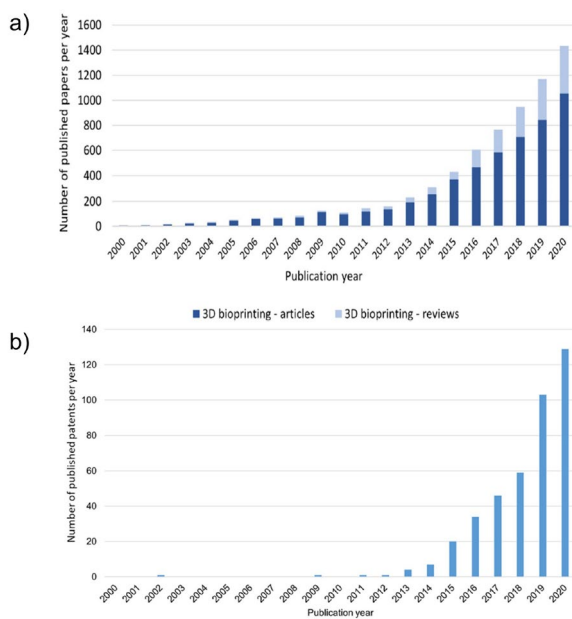 a)
Number of published papers per year
1600
1400
1200
1000
800
600
400
200
0
2000 2001 2002 2003 2004 2005 2006 2007 2008 2009 2010 2011 2012 2013 2014 2015 2016 2017 2018 2019 2020
Publication year
3D bioprinting - articles 3D bioprinting - reviews
b)
Number of published patents per year
140
120
100
80
60
40
20
0
2000 2001 2002 2003 2004 2005 2006 2007 2008 2009 2010 2011 2012 2013 2014 2015 2016 2017 2018 2019 2020
Publication year